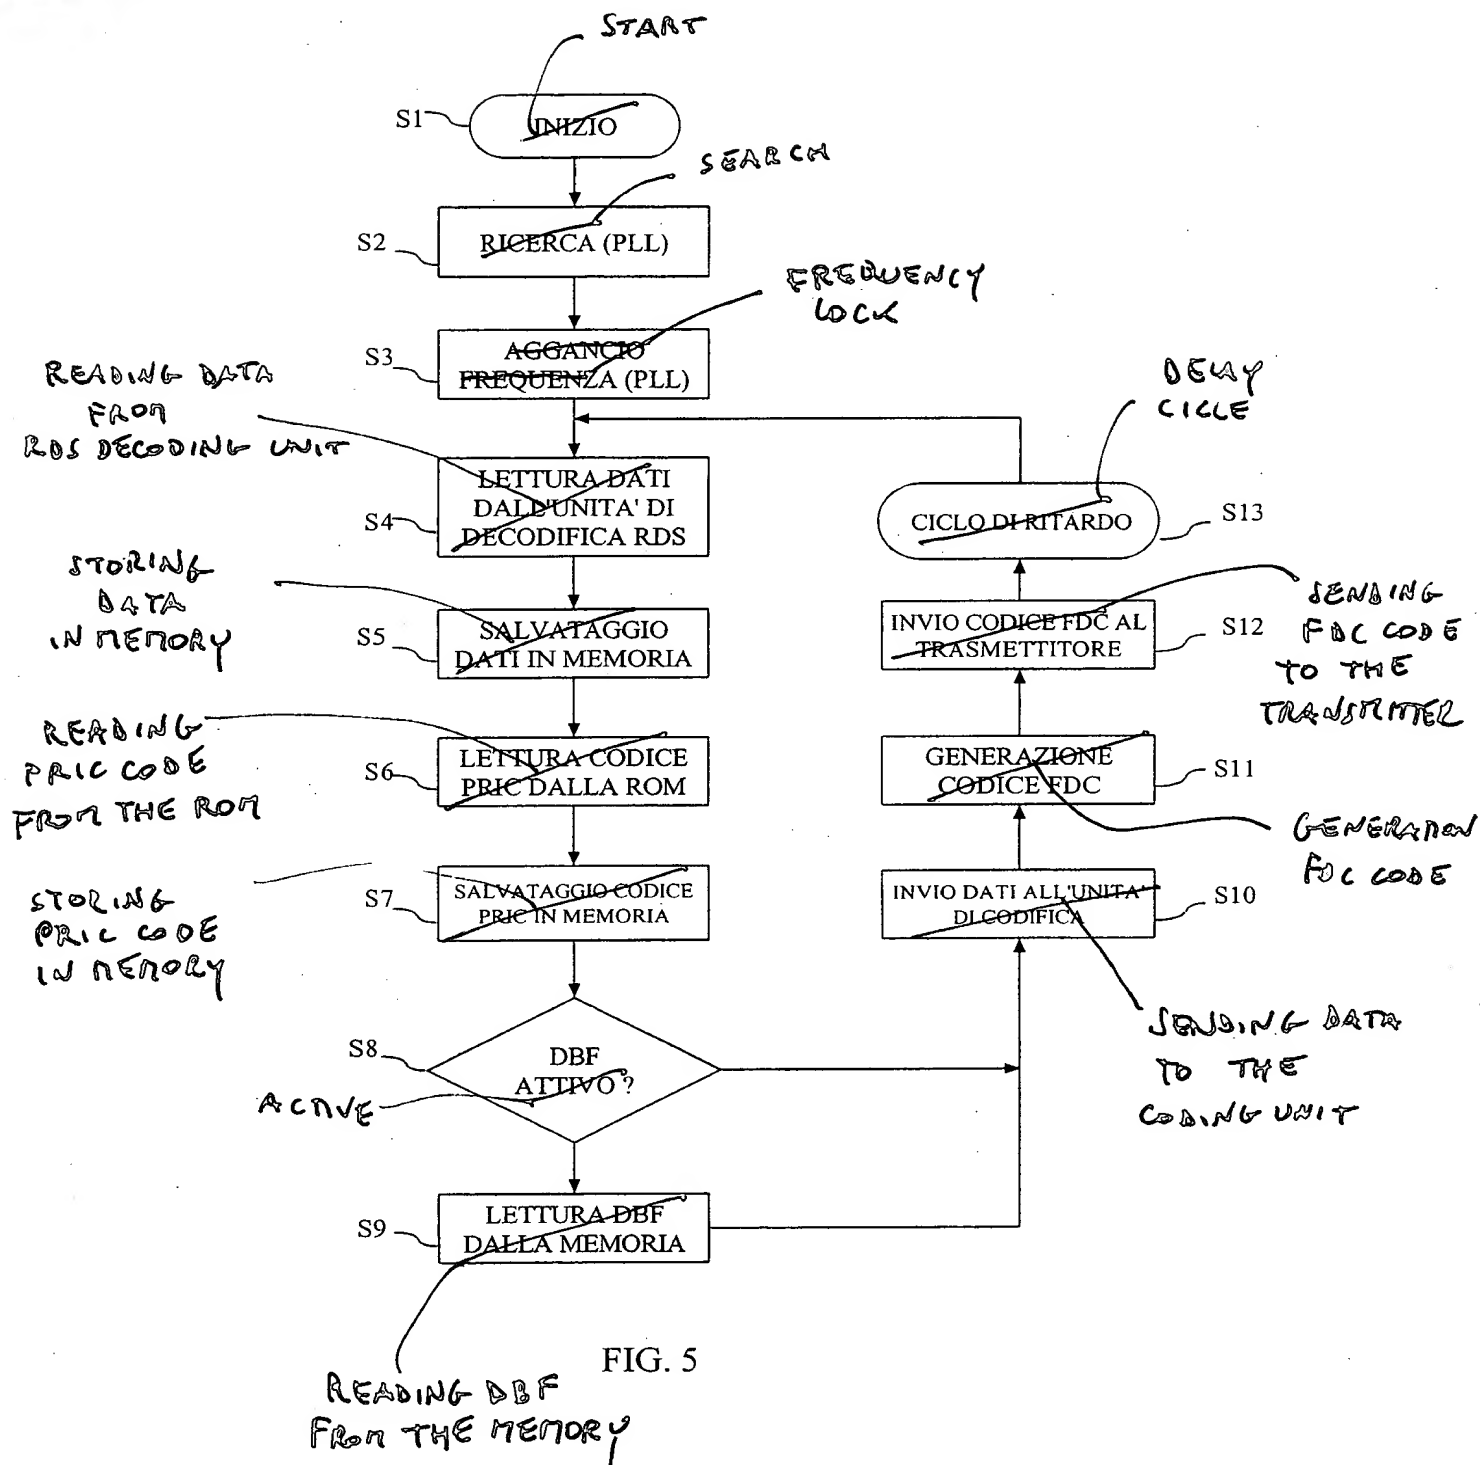 START
S1
INIZIO
SEARCH
S2
RICERCA (PLL)
FREQUENCY
LOCK
S3
AGGANCIO
FREQUENZA (PLL)
READING DATA
FROM
RDS DECODING UNIT
S4
LETTURA DATI
DALL'UNITA' DI
DECODIFICA RDS
STORING
DATA
IN MEMORY
S5
SALVATAGGIO
DATI IN MEMORIA
READING
PRIC CODE
FROM THE ROM
S6
LETTURA CODICE
PRIC DALLA ROM
STORING
PRIC CODE
IN MEMORY
S7
SALVATAGGIO CODICE
PRIC IN MEMORIA
S8
DBF
ATTIVO ?
ACTIVE
S9
LETTURA DBF
DALLA MEMORIA
READING DBF
FROM THE MEMORY
DELAY
CICLE
CICLO DI RITARDO
S13
INVIO CODICE FDC AL
TRASMETTITORE
S12
SENDING
FDC CODE
TO THE
TRANSMITTER
GENERAZIONE
CODICE FDC
S11
GENERATION
FDC CODE
INVIO DATI ALL'UNITA'
DI CODIFICA
S10
SENDING DATA
TO THE
CODING UNIT
FIG. 5